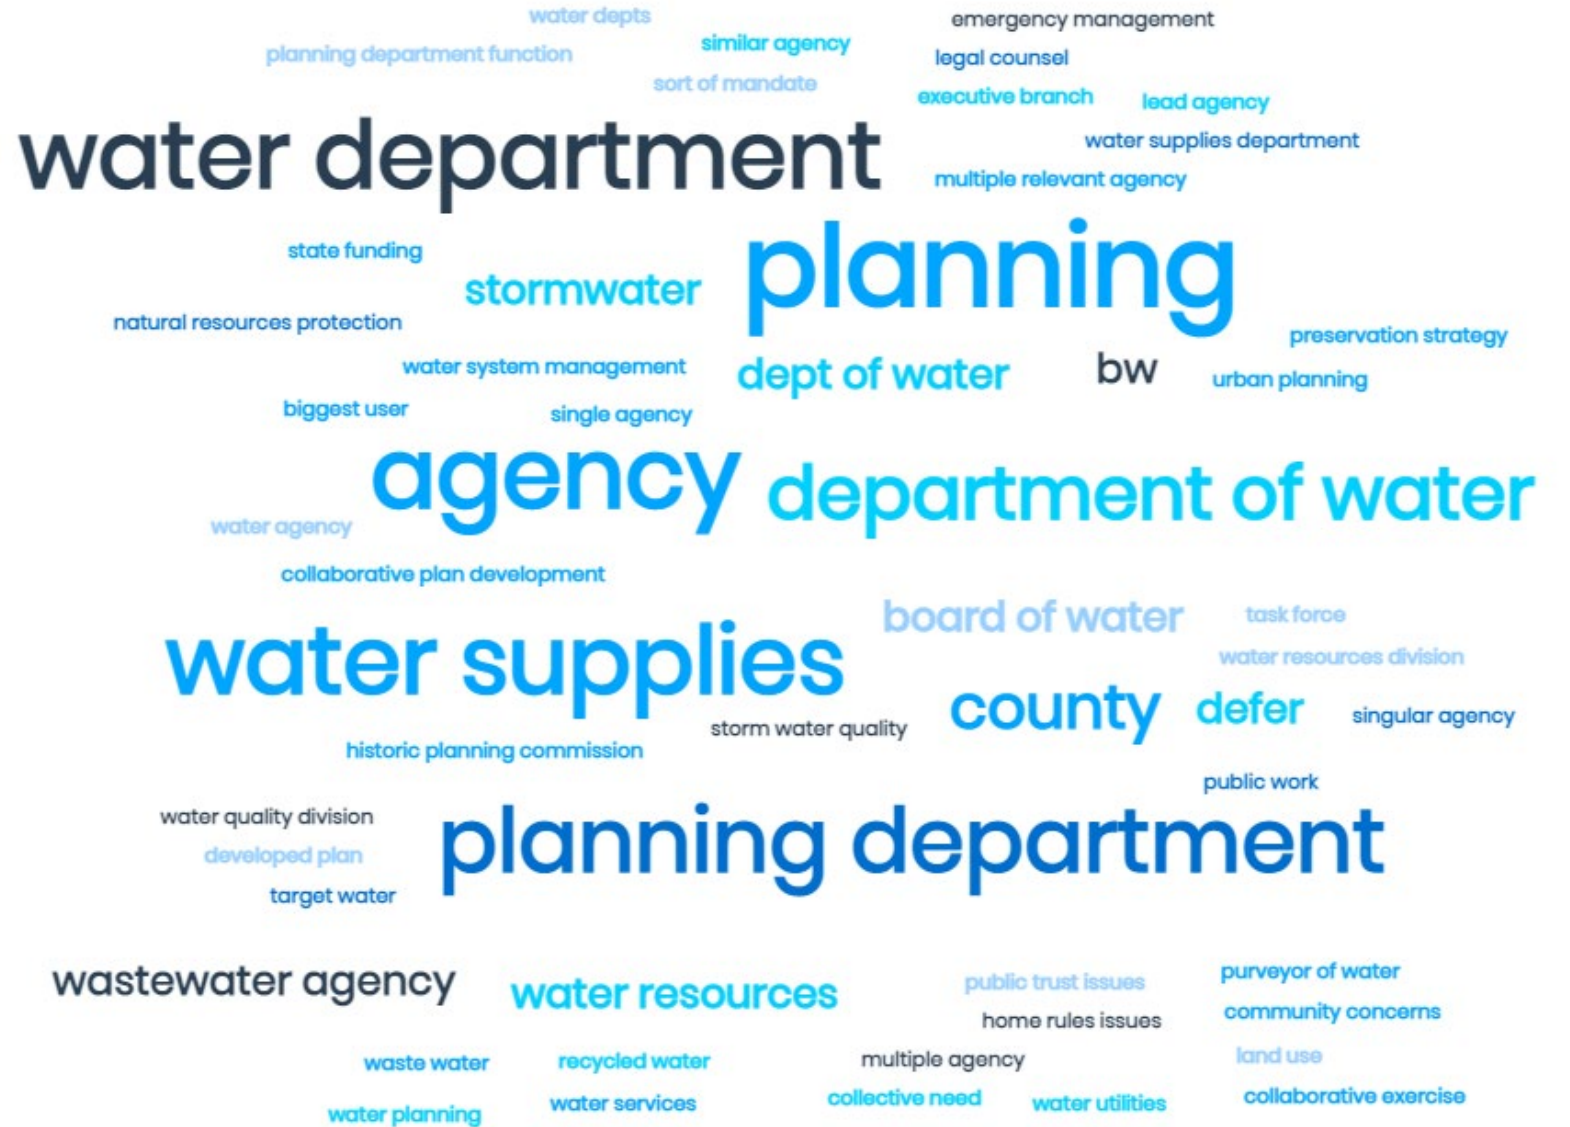 water depts
emergency management
planning department function
similar agency
legal counsel
sort of mandate
executive branch
lead agency
water department
water supplies department
multiple relevant agency
state funding
stormwater
planning
natural resources protection
preservation strategy
water system management
dept of water
bw
urban planning
biggest user
single agency
agency
department of water
water agency
collaborative plan development
board of water
task force
water supplies
water resources division
county
defer
singular agency
storm water quality
historic planning commission
public work
water quality division
planning department
developed plan
target water
wastewater agency
water resources
public trust issues
purveyor of water
home rules issues
community concerns
waste water
recycled water
multiple agency
land use
water planning
water services
collective need
water utilities
collaborative exercise